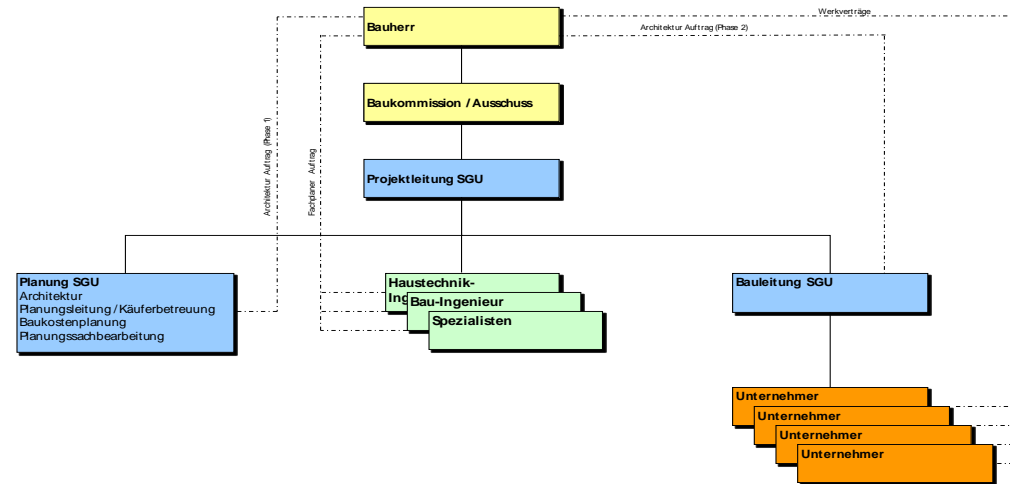 Werkverträge
Bauherr
Architektur Auftrag (Phase 2)
Baukommission / Ausschuss
Architektur Auftrag (Phase 1)
Fachplaner Auftrag
Projektleitung SGU
Planung SGU
Architektur
Planungsleitung / Käuferbetreuung
Baukostenplanung
Planungssachbearbeitung
Haustechnik-
Ing
Bau-Ingenieur
Spezialisten
Bauleitung SGU
Unternehmer
Unternehmer
Unternehmer
Unternehmer